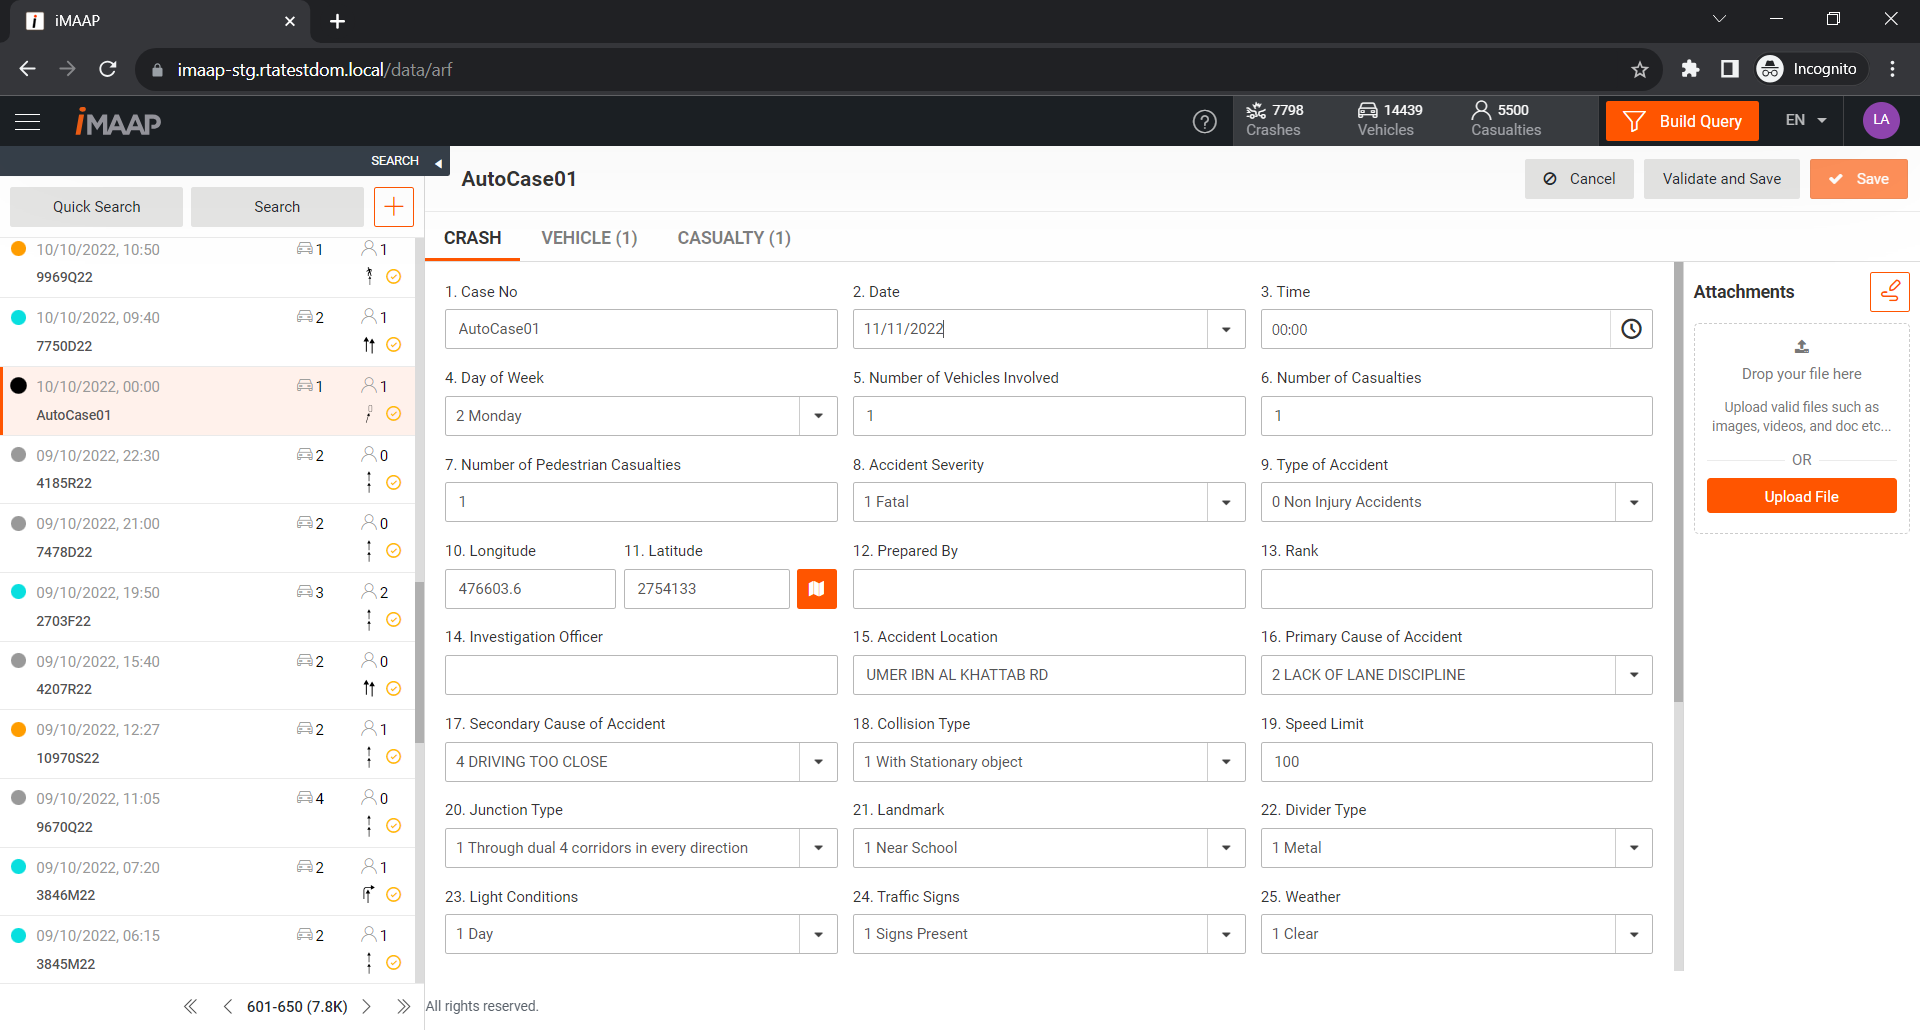 iMAAP
imaap-stg.rtatestdom.local/data/arf
Incognito
iMAAP
7798
Crashes
14439
Vehicles
5500
Casualties
Build Query
EN
LA
SEARCH
AutoCase01
Cancel
Validate and Save
Save
Quick Search
Search
CRASH
VEHICLE (1)
CASUALTY (1)
10/10/2022, 10:50 1 1
9969Q22
10/10/2022, 09:40 2 1
7750D22
10/10/2022, 00:00 1 1
AutoCase01
09/10/2022, 22:30 2 0
4185R22
09/10/2022, 21:00 2 0
7478D22
09/10/2022, 19:50 3 2
2703F22
09/10/2022, 15:40 2 0
4207R22
09/10/2022, 12:27 2 1
10970S22
09/10/2022, 11:05 4 0
9670Q22
09/10/2022, 07:20 2 1
3846M22
09/10/2022, 06:15 2 1
3845M22
601-650 (7.8K)
1. Case No
AutoCase01
2. Date
11/11/2022
3. Time
00:00
4. Day of Week
2 Monday
5. Number of Vehicles Involved
1
6. Number of Casualties
1
7. Number of Pedestrian Casualties
1
8. Accident Severity
1 Fatal
9. Type of Accident
0 Non Injury Accidents
10. Longitude
476603.6
11. Latitude
2754133
12. Prepared By
13. Rank
14. Investigation Officer
15. Accident Location
UMER IBN AL KHATTAB RD
16. Primary Cause of Accident
2 LACK OF LANE DISCIPLINE
17. Secondary Cause of Accident
4 DRIVING TOO CLOSE
18. Collision Type
1 With Stationary object
19. Speed Limit
100
20. Junction Type
1 Through dual 4 corridors in every direction
21. Landmark
1 Near School
22. Divider Type
1 Metal
23. Light Conditions
1 Day
24. Traffic Signs
1 Signs Present
25. Weather
1 Clear
Attachments
Drop your file here
Upload valid files such as
images, videos, and doc etc...
OR
Upload File
All rights reserved.